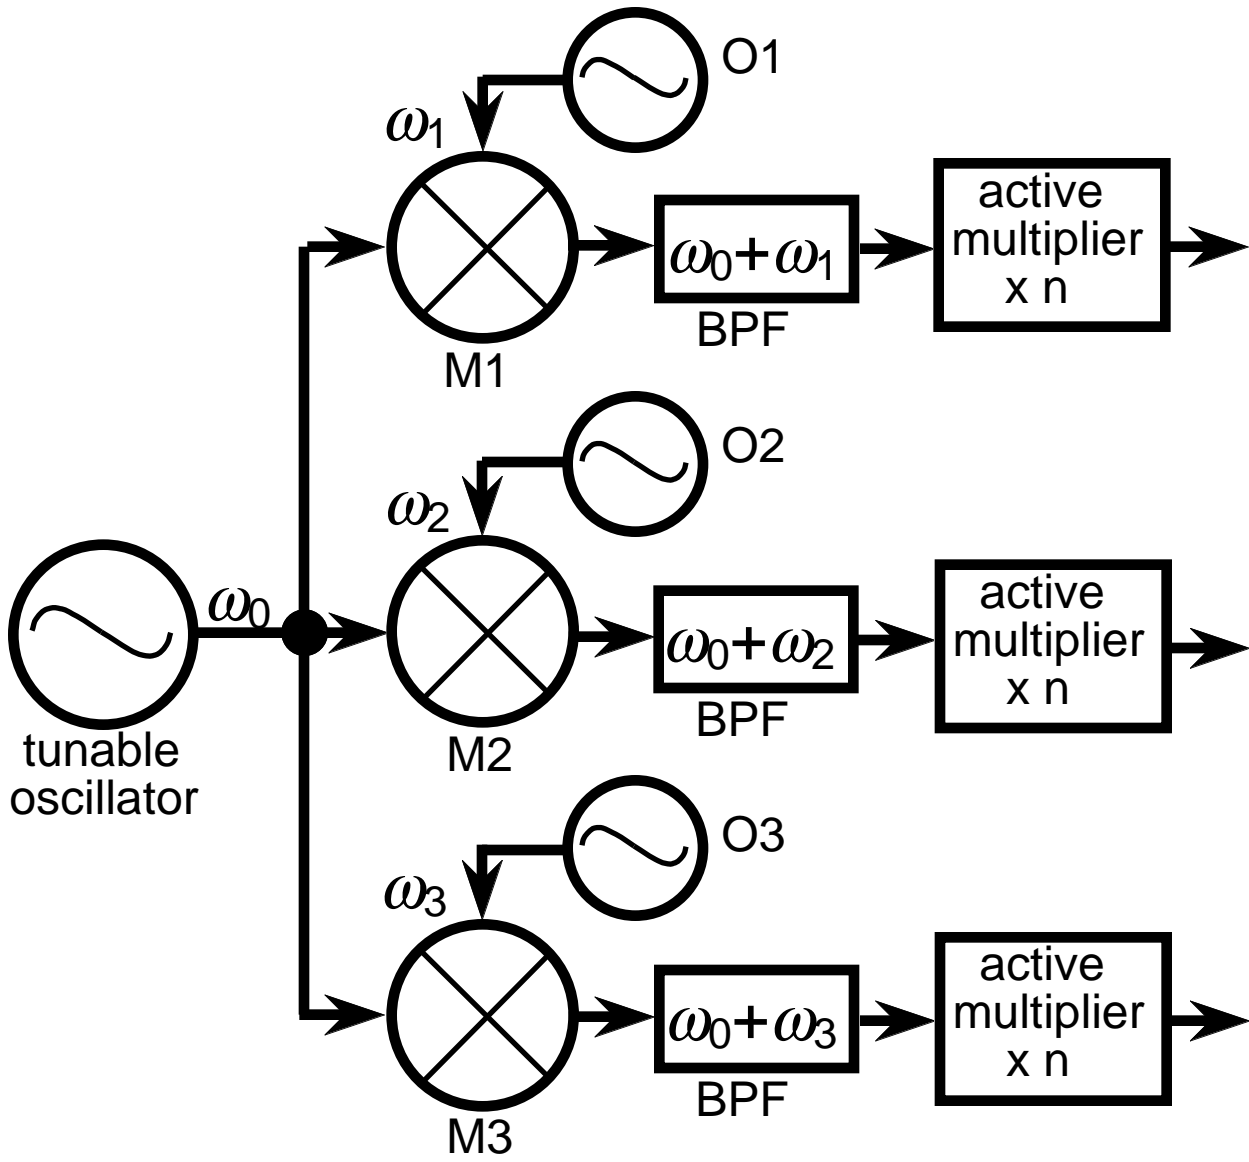 O1
ω1
active
multiplier
x n
ω0+ω1
BPF
M1
O2
ω2
active
multiplier
x n
ω0
ω0+ω2
BPF
M2
tunable
oscillator
O3
ω3
active
multiplier
x n
ω0+ω3
BPF
M3